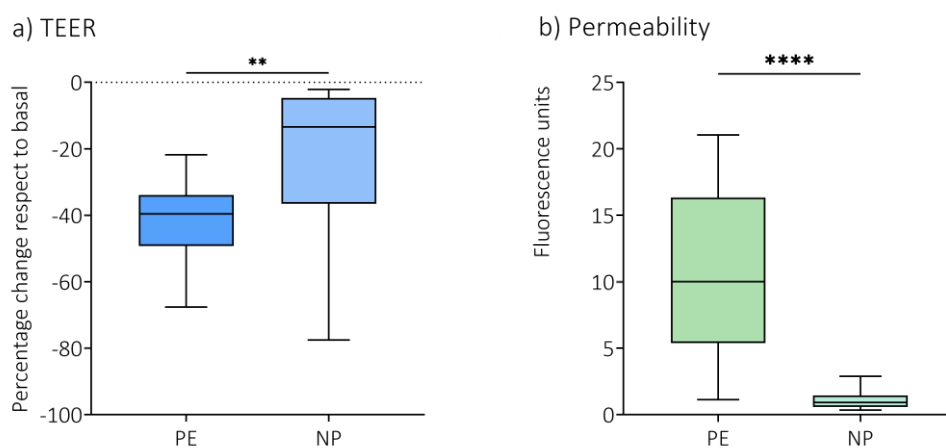 a) TEER
**
Percentage change respect to basal
0
-20
-40
-60
-80
-100
PE NP
b) Permeability
****
Fluorescence units
25
20
15
10
5
0
PE NP